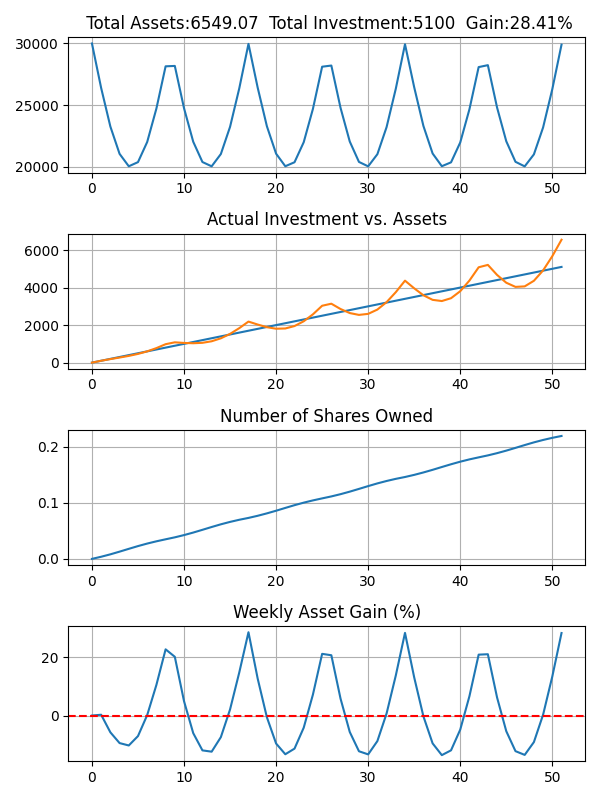 Total Assets:6549.07  Total Investment:5100  Gain:28.41%
30000
25000
20000
0 10 20 30 40 50
Actual Investment vs. Assets
6000
4000
2000
0
0 10 20 30 40 50
Number of Shares Owned
0.2
0.1
0.0
0 10 20 30 40 50
Weekly Asset Gain (%)
20
0
0 10 20 30 40 50